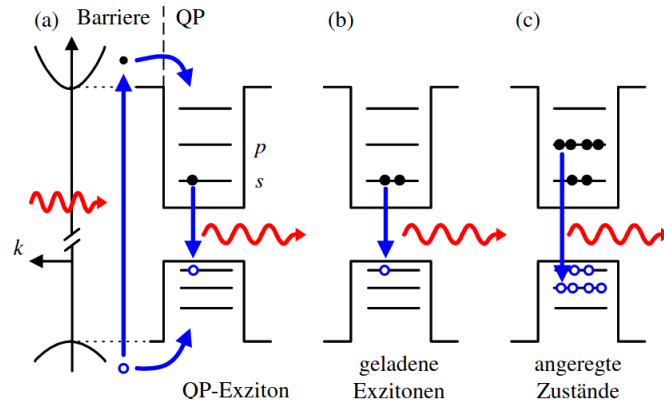 (a) Barriere QP (b) (c)
p
s
k
QP-Exziton
geladene
Exzitonen
angeregte
Zustände